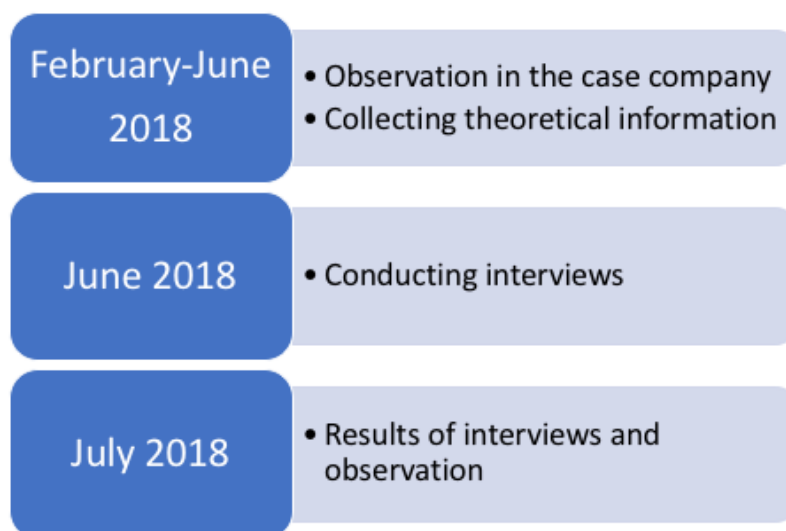 February-June
2018
• Observation in the case company
• Collecting theoretical information
June 2018
• Conducting interviews
July 2018
• Results of interviews and
observation